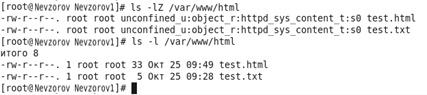 [root@Nevzorov Nevzorov1]# ls -lZ /var/www/html
-rw-r--r--. root root unconfined_u:object_r:httpd_sys_content_t:s0 test.html
-rw-r--r--. root root unconfined_u:object_r:httpd_sys_content_t:s0 test.txt
[root@Nevzorov Nevzorov1]# ls -l /var/www/html
итого 8
-rw-r--r--. 1 root root 33 Окт 25 09:49 test.html
-rw-r--r--. 1 root root  5 Окт 25 09:28 test.txt
[root@Nevzorov Nevzorov1]#